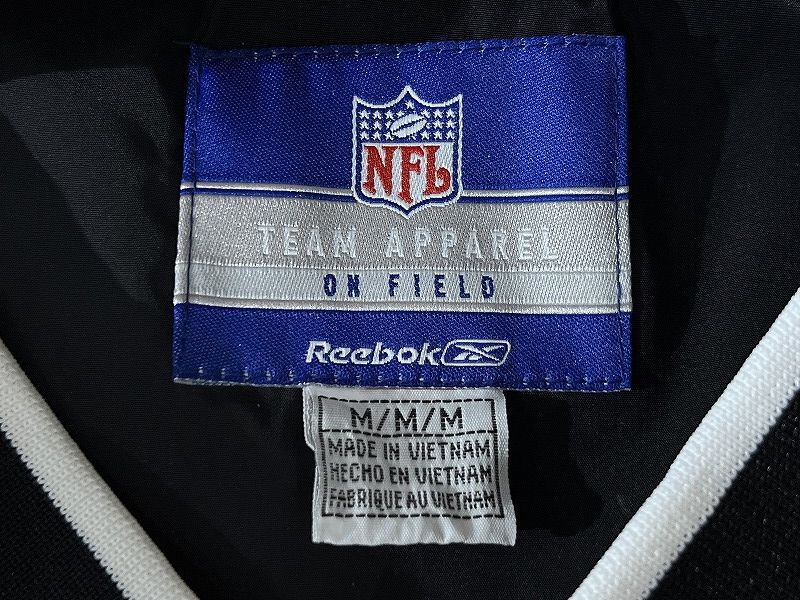 NFL
TEAM APPAREL
ON FIELD
Reebok
M/M/M
MADE IN VIETNAM
HECHO EN VIETNAM
FABRIQUE AU VIETNAM